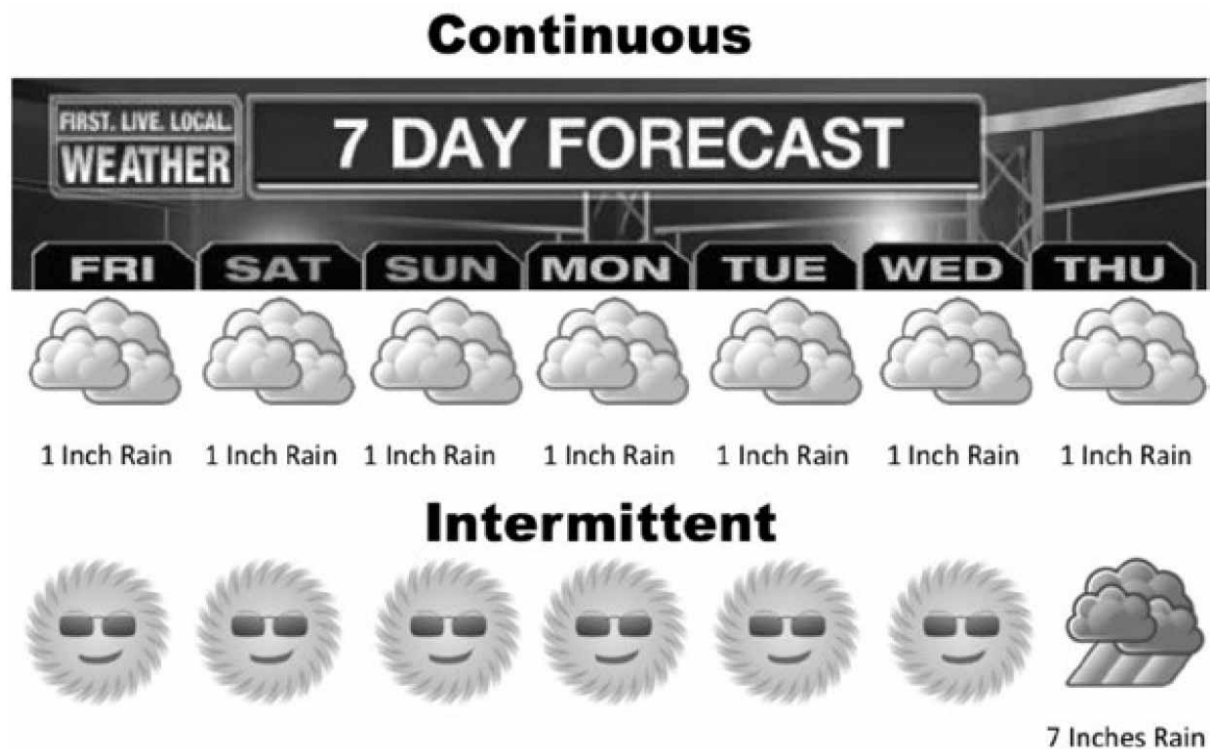 Continuous
FIRST. LIVE. LOCAL.
WEATHER
7 DAY FORECAST
FRI SAT SUN MON TUE WED THU
1 Inch Rain 1 Inch Rain 1 Inch Rain 1 Inch Rain 1 Inch Rain 1 Inch Rain 1 Inch Rain
Intermittent
7 Inches Rain